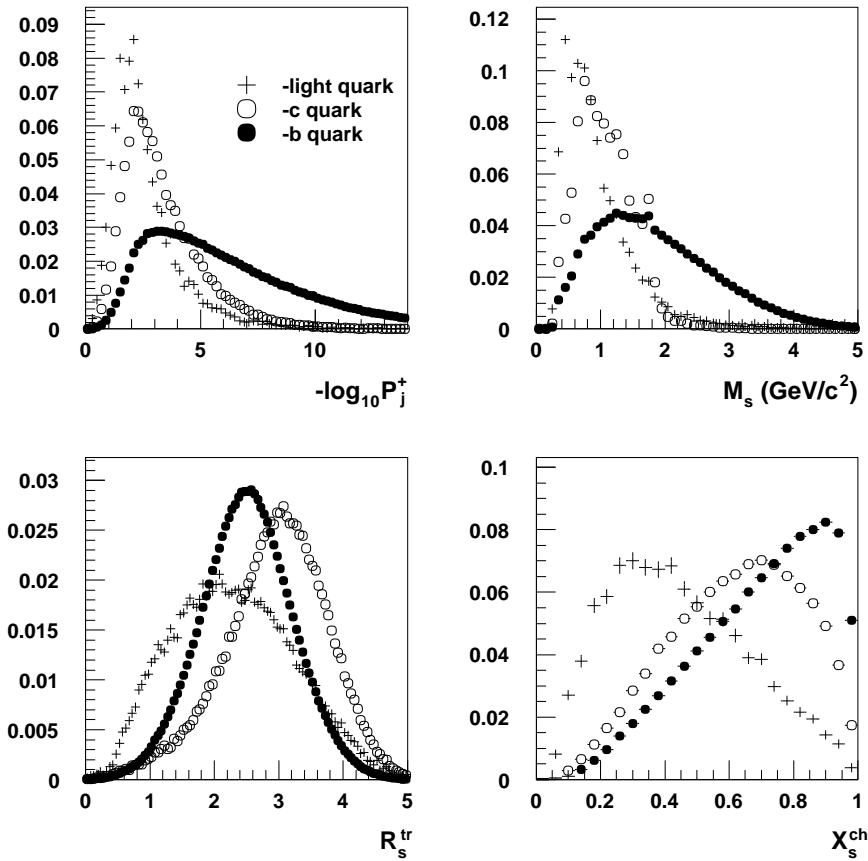 0.09
0.08
0.07
0.06
0.05
0.04
0.03
0.02
0.01
0
0 5 10
-log₁₀P⁺ⱼ
-light quark
-c quark
-b quark
0.12
0.1
0.08
0.06
0.04
0.02
0
0 1 2 3 4 5
Mₛ (GeV/c²)
0.03
0.025
0.02
0.015
0.01
0.005
0
0 1 2 3 4 5
Rₛᵗʳ
0.1
0.08
0.06
0.04
0.02
0
0 0.2 0.4 0.6 0.8 1
Xₛᶜʰ